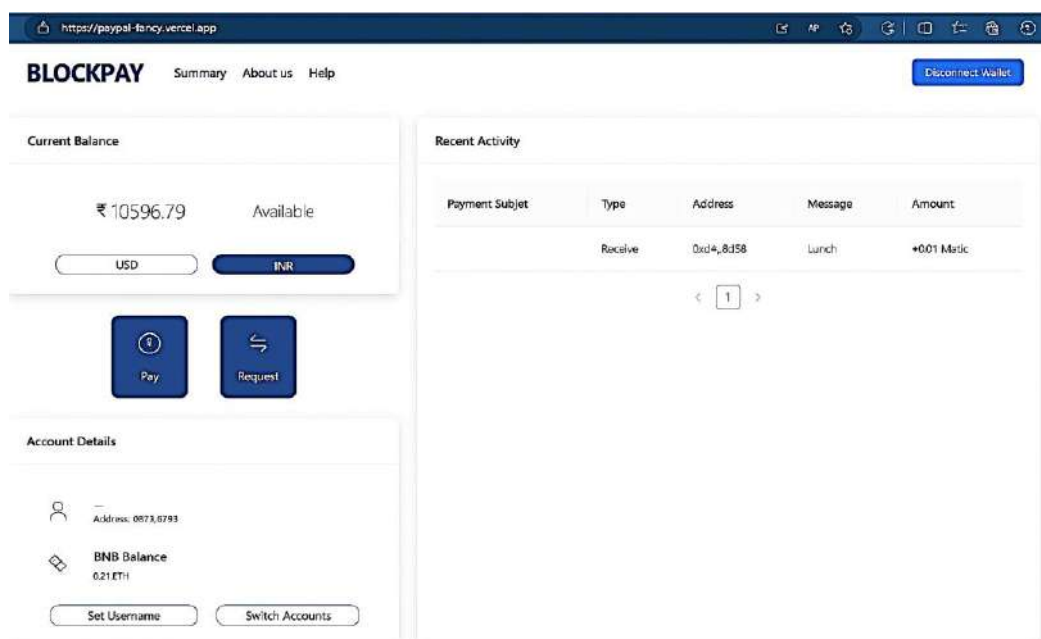 https://paypal-fancy.vercel.app
BLOCKPAY Summary About us Help Disconnect Wallet
Current Balance
₹ 10596.79 Available
USD INR
Pay Request
Account Details
—
Address: 0873,6793
BNB Balance
0.21 ETH
Set Username Switch Accounts
Recent Activity
Payment Subjet Type Address Message Amount
Receive 0xd4,,8d58 Lunch +0.01 Matic
< 1 >